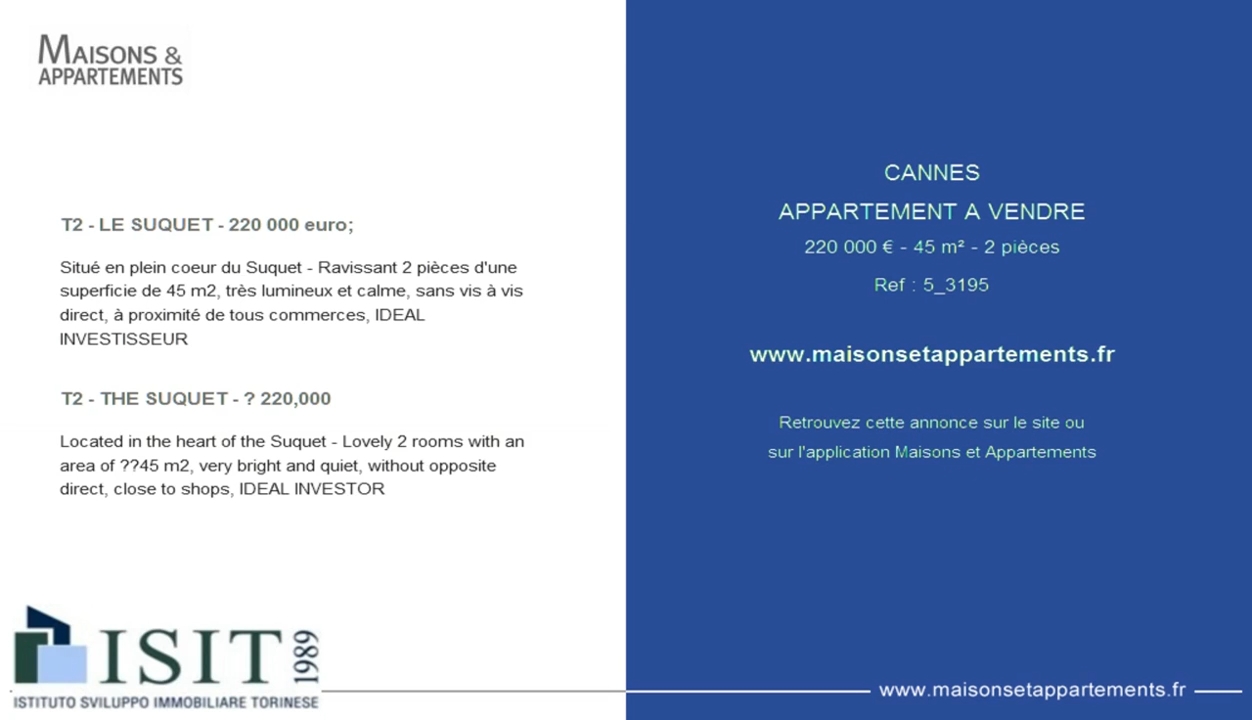 MAISONS &
APPARTEMENTS
T2 - LE SUQUET - 220 000 euro;
Situé en plein coeur du Suquet - Ravissant 2 pièces d'une
superficie de 45 m2, très lumineux et calme, sans vis à vis
direct, à proximité de tous commerces, IDEAL
INVESTISSEUR
T2 - THE SUQUET - ? 220,000
Located in the heart of the Suquet - Lovely 2 rooms with an
area of ??45 m2, very bright and quiet, without opposite
direct, close to shops, IDEAL INVESTOR
ISIT 1989
ISTITUTO SVILUPPO IMMOBILIARE TORINESE
CANNES
APPARTEMENT A VENDRE
220 000 € - 45 m² - 2 pièces
Ref : 5_3195
www.maisonsetappartements.fr
Retrouvez cette annonce sur le site ou
sur l'application Maisons et Appartements
www.maisonsetappartements.fr